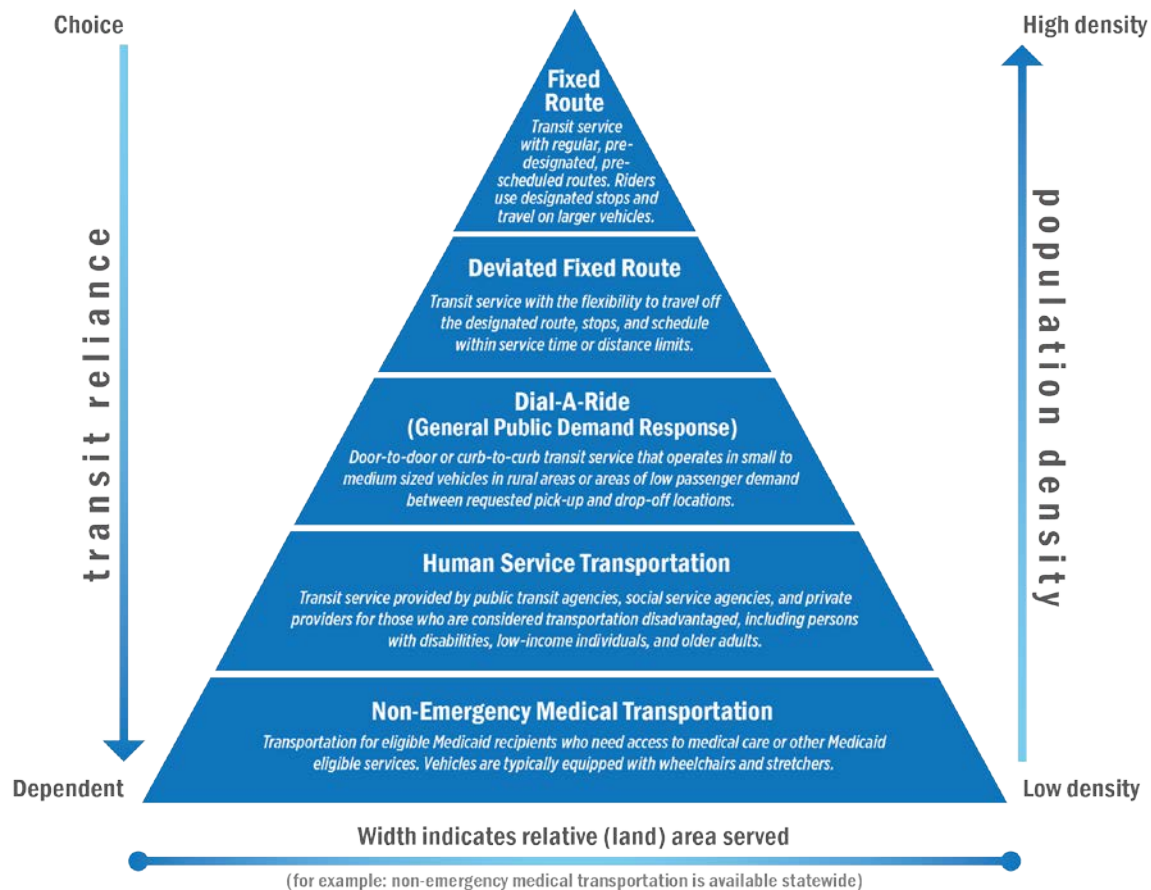 Choice
High density
Fixed
Route
Transit service
with regular, pre-
designated, pre-
scheduled routes. Riders
use designated stops and
travel on larger vehicles.
Deviated Fixed Route
Transit service with the flexibility to travel off
the designated route, stops, and schedule
within service time or distance limits.
transit reliance
population density
Dial-A-Ride
(General Public Demand Response)
Door-to-door or curb-to-curb transit service that operates in small to
medium sized vehicles in rural areas or areas of low passenger demand
between requested pick-up and drop-off locations.
Human Service Transportation
Transit service provided by public transit agencies, social service agencies, and private
providers for those who are considered transportation disadvantaged, including persons
with disabilities, low-income individuals, and older adults.
Non-Emergency Medical Transportation
Transportation for eligible Medicaid recipients who need access to medical care or other Medicaid
eligible services. Vehicles are typically equipped with wheelchairs and stretchers.
Dependent
Low density
Width indicates relative (land) area served
(for example: non-emergency medical transportation is available statewide)